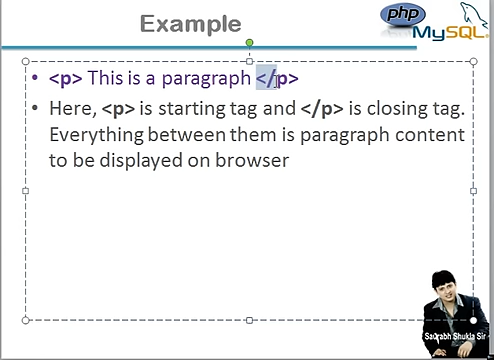 Example
php
MySQL
• <p> This is a paragraph </p>
• Here, <p> is starting tag and </p> is closing tag.
Everything between them is paragraph content
to be displayed on browser
Saurabh Shukla Sir